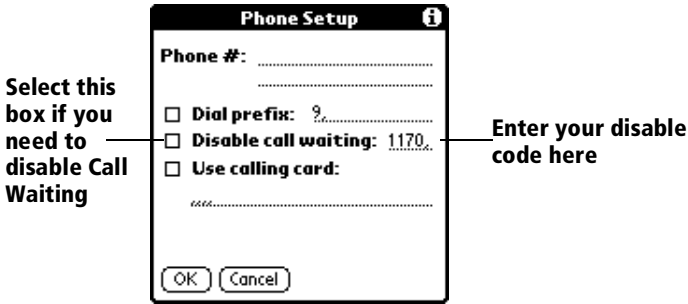 Phone Setup
Phone #:
Select this
box if you
need to
disable Call
Waiting
Dial prefix: 9,
Disable call waiting: 1170,
Use calling card:
,,,,
Enter your disable
code here
OK Cancel